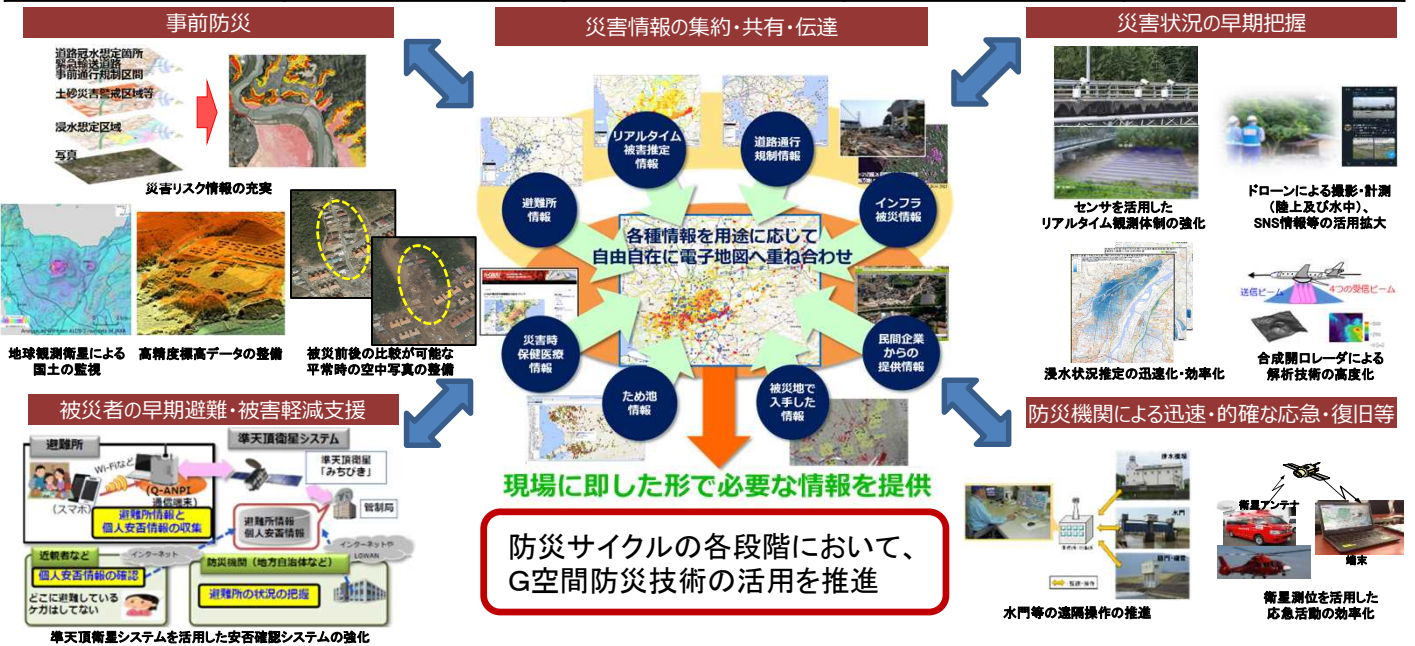 事前防災
道路冠水想定箇所
緊急輸送道路
事前通行規制区間
土砂災害警戒区域等
浸水想定区域
写真
災害リスク情報の充実
地球観測衛星による
国土の監視
高精度標高データの整備
被災前後の比較が可能な
平常時の空中写真の整備
被災者の早期避難・被害軽減支援
避難所
準天頂衛星システム
Wi-Fiなど
準天頂衛星
「みちびき」
(Q-ANPI
通信端末)
(スマホ)
管制局
避難所情報と
個人安否情報の収集
避難所情報
個人安否情報
インターネット
インターネットや
LGWAN
近親者など
個人安否情報の確認
どこに避難している
ケガはしてない
防災機関（地方自治体など）
避難所の状況の把握
準天頂衛星システムを活用した安否確認システムの強化
災害情報の集約・共有・伝達
リアルタイム
被害推定
情報
道路通行
規制情報
避難所
情報
インフラ
被災情報
各種情報を用途に応じて
自由自在に電子地図へ重ね合わせ
災害時
保健医療
情報
民間企業
からの
提供情報
ため池
情報
被災地で
入手した
情報
現場に即した形で必要な情報を提供
防災サイクルの各段階において、
G空間防災技術の活用を推進
災害状況の早期把握
センサを活用した
リアルタイム観測体制の強化
ドローンによる撮影・計測
（陸上及び水中）、
SNS情報等の活用拡大
浸水状況推定の迅速化・効率化
送信ビーム
4つの受信ビーム
合成開口レーダによる
解析技術の高度化
防災機関による迅速・的確な応急・復旧等
排水機場
水門
水門等の遠隔操作の推進
衛星アンテナ
端末
衛星測位を活用した
応急活動の効率化